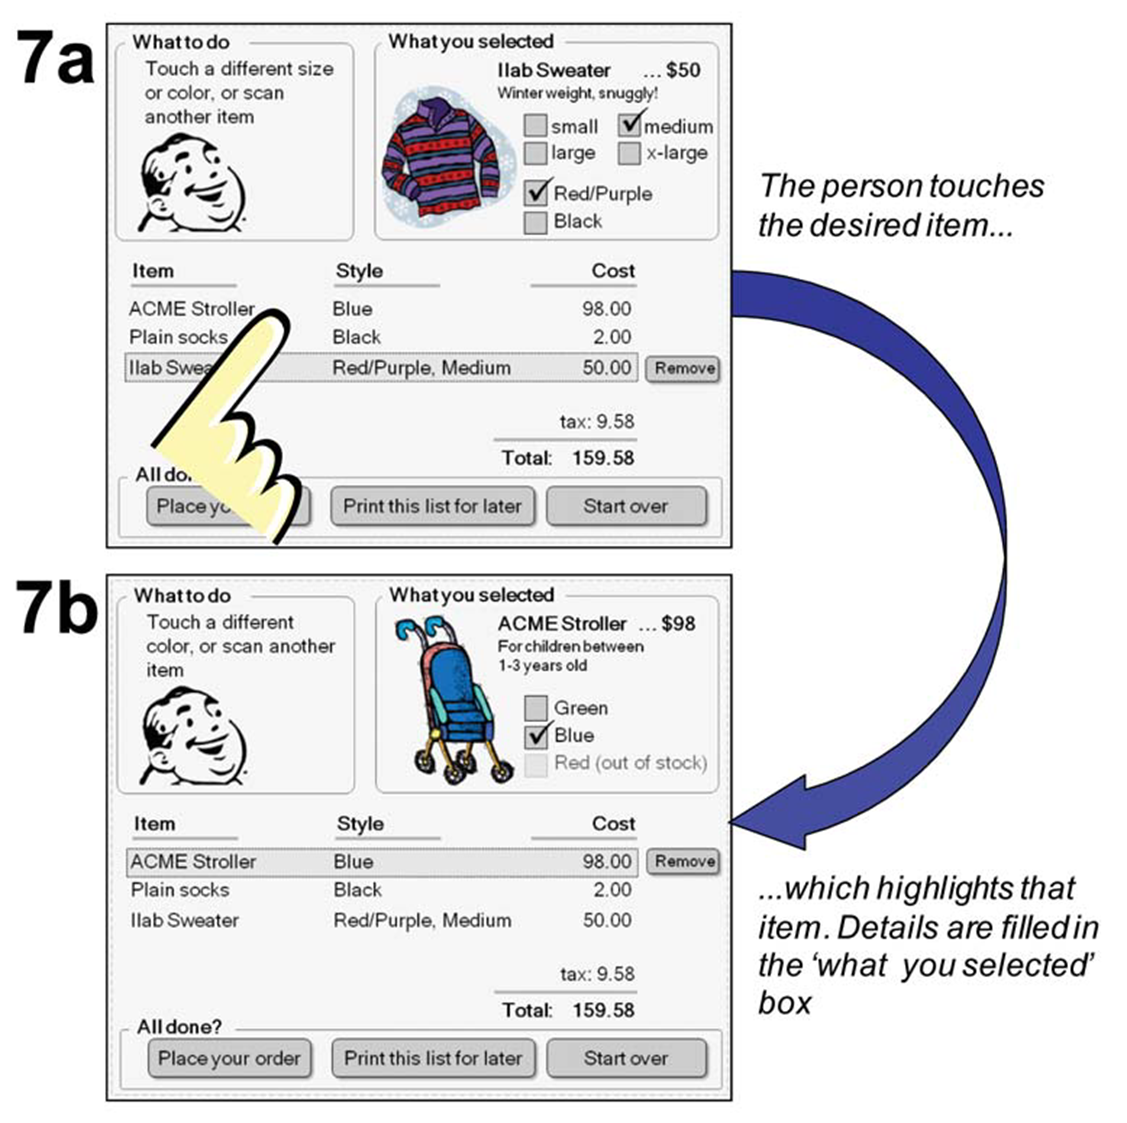 7a
What to do
Touch a different size
or color, or scan
another item
What you selected
Ilab Sweater ... $50
Winter weight, snuggly!
small medium
large x-large
Red/Purple
Black
The person touches
the desired item...
Item Style Cost
ACME Stroller Blue 98.00
Plain socks Black 2.00
Ilab Swea Red/Purple, Medium 50.00 Remove
tax: 9.58
Total: 159.58
All do
Place yo Print this list for later Start over
7b
What to do
Touch a different
color, or scan another
item
What you selected
ACME Stroller ... $98
For children between
1-3 years old
Green
Blue
Red (out of stock)
Item Style Cost
ACME Stroller Blue 98.00 Remove
Plain socks Black 2.00
Ilab Sweater Red/Purple, Medium 50.00
tax: 9.58
Total: 159.58
All done?
Place your order Print this list for later Start over
...which highlights that
item. Details are filled in
the ‘what you selected’
box